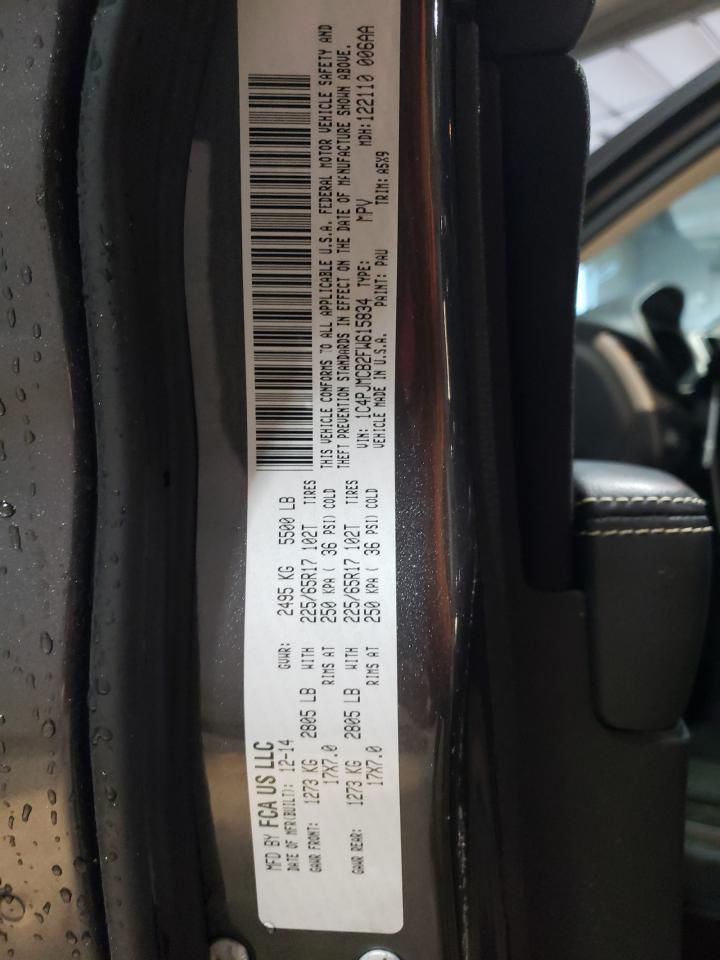 MFD BY FCA US LLC
DATE OF MFR(BUILT): 12-14 GVWR: 2495 KG 5500 LB
GAWR FRONT: 1273 KG 2805 LB WITH 225/65R17 102T TIRES
17X7.0 RIMS AT 250 KPA ( 36 PSI) COLD
GAWR REAR: 1273 KG 2805 LB WITH 225/65R17 102T TIRES
17X7.0 RIMS AT 250 KPA ( 36 PSI) COLD
THIS VEHICLE CONFORMS TO ALL APPLICABLE U.S.A. FEDERAL MOTOR VEHICLE SAFETY AND
THEFT PREVENTION STANDARDS IN EFFECT ON THE DATE OF MANUFACTURE SHOWN ABOVE.
VIN: 1C4PJMCB2FW615834 TYPE: MPV MDH:122110 006AA
VEHICLE MADE IN U.S.A. PAINT: PAU TRIM: A5X9